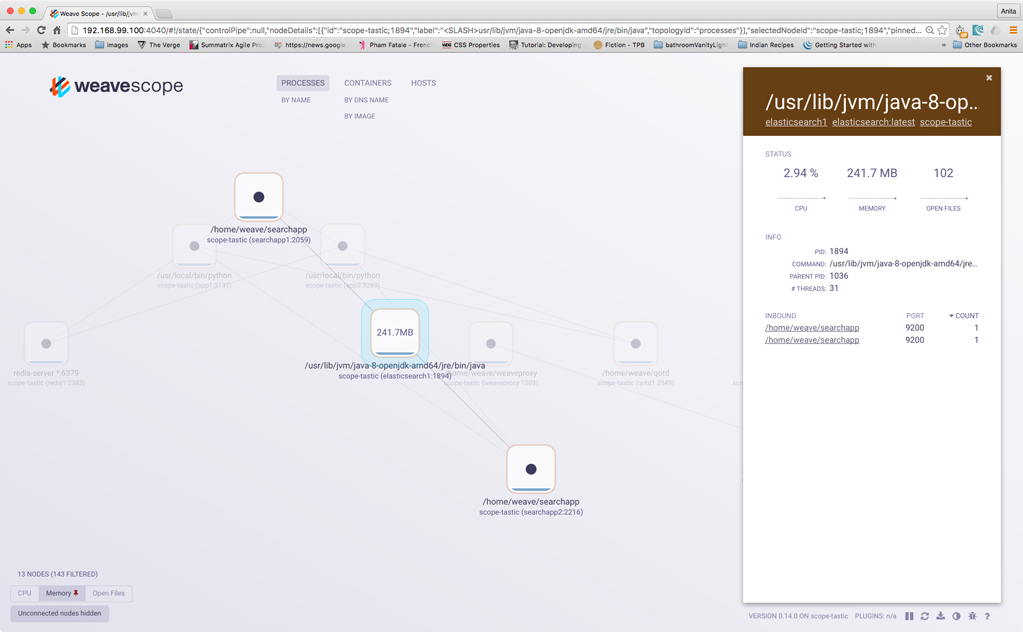 Weave Scope - /usr/lib/jvm/
Anita
192.168.99.100:4040/#!/state/{"controlPipe":null,"nodeDetails":[{"id":"scope-tastic;1894","label":"<SLASH>usr/lib/jvm/java-8-openjdk-amd64/jre/bin/java","topologyId":"processes"}],"selectedNodeId":"scope-tastic;1894","pinned...
Apps Bookmarks Images The Verge Summatrix Agile Pro. https://news.google. Pham Fatale - French CSS Properties Tutorial: Developing Fiction - TPB bathroomVanityLight Indian Recipes Getting Started with » Other Bookmarks
weavescope
PROCESSES CONTAINERS HOSTS
BY NAME BY DNS NAME
BY IMAGE
/home/weave/searchapp
scope-tastic (searchapp1:2059)
/usr/local/bin/python /usr/local/bin/python
scope-tastic (app1:3131)
241.7MB
/usr/lib/jvm/java-8-openjdk-amd64/jre/bin/java
scope-tastic (elasticsearch1:1894)
redis-server *:6379
scope-tastic (redis1:2383)
/home/weave/weaveproxy
scope-tastic (weaveproxy:1203)
/home/weave/qotd
scope-tastic (qotd1:2549)
/home/weave/searchapp
scope-tastic (searchapp2:2216)
13 NODES (143 FILTERED)
CPU Memory Open Files
Unconnected nodes hidden
×
/usr/lib/jvm/java-8-op..
elasticsearch1 elasticsearch:latest scope-tastic
STATUS
2.94 % 241.7 MB 102
CPU MEMORY OPEN FILES
INFO
PID: 1894
COMMAND: /usr/lib/jvm/java-8-openjdk-amd64/jre...
PARENT PID: 1036
# THREADS: 31
INBOUND PORT COUNT
/home/weave/searchapp 9200 1
/home/weave/searchapp 9200 1
VERSION 0.14.0 ON scope-tastic PLUGINS: n/a ?